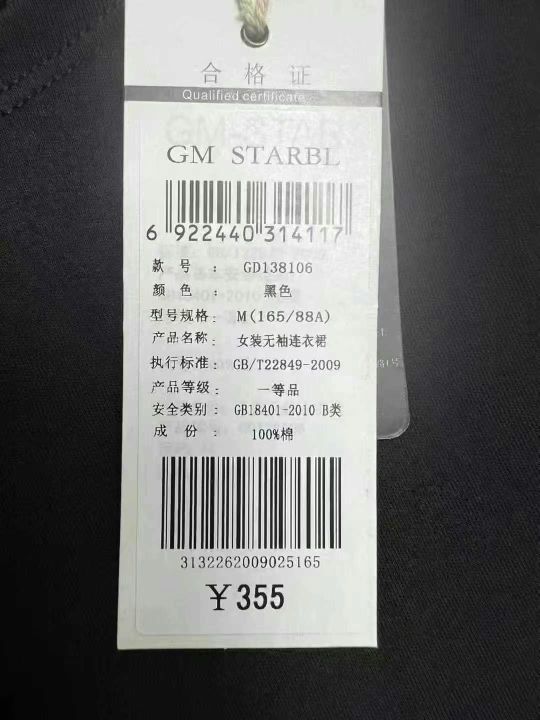 合格证
Qualified certificate
GM STARBL
6 922440 314117
款 号 : GD138106
颜 色 : 黑色
型号规格: M(165/88A)
产品名称: 女装无袖连衣裙
执行标准: GB/T22849-2009
产品等级: 一等品
安全类别: GB18401-2010 B类
成 份 : 100%棉
3132262009025165
￥355